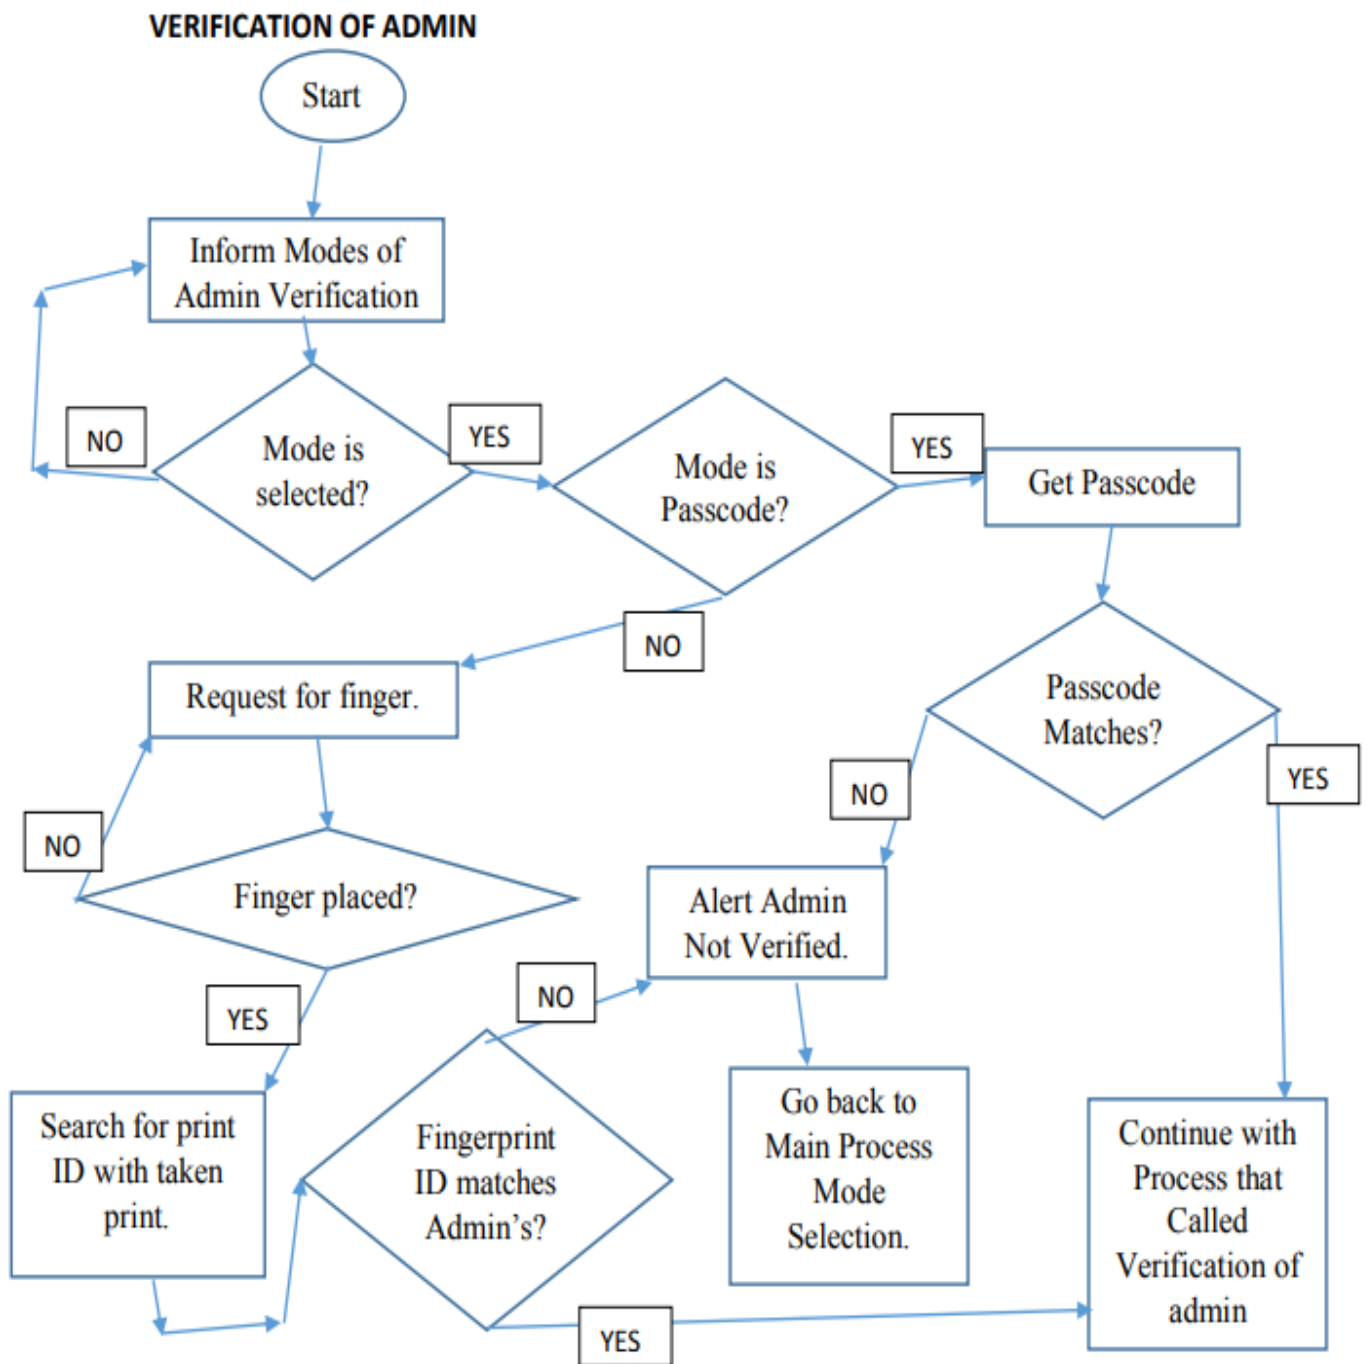 VERIFICATION OF ADMIN
Start
Inform Modes of
Admin Verification
NO
Mode is
selected?
YES
Mode is
Passcode?
YES
Get Passcode
NO
Request for finger.
Passcode
Matches?
NO
YES
NO
Finger placed?
Alert Admin
Not Verified.
YES
NO
Search for print
ID with taken
print.
Fingerprint
ID matches
Admin's?
Go back to
Main Process
Mode
Selection.
Continue with
Process that
Called
Verification of
admin
YES